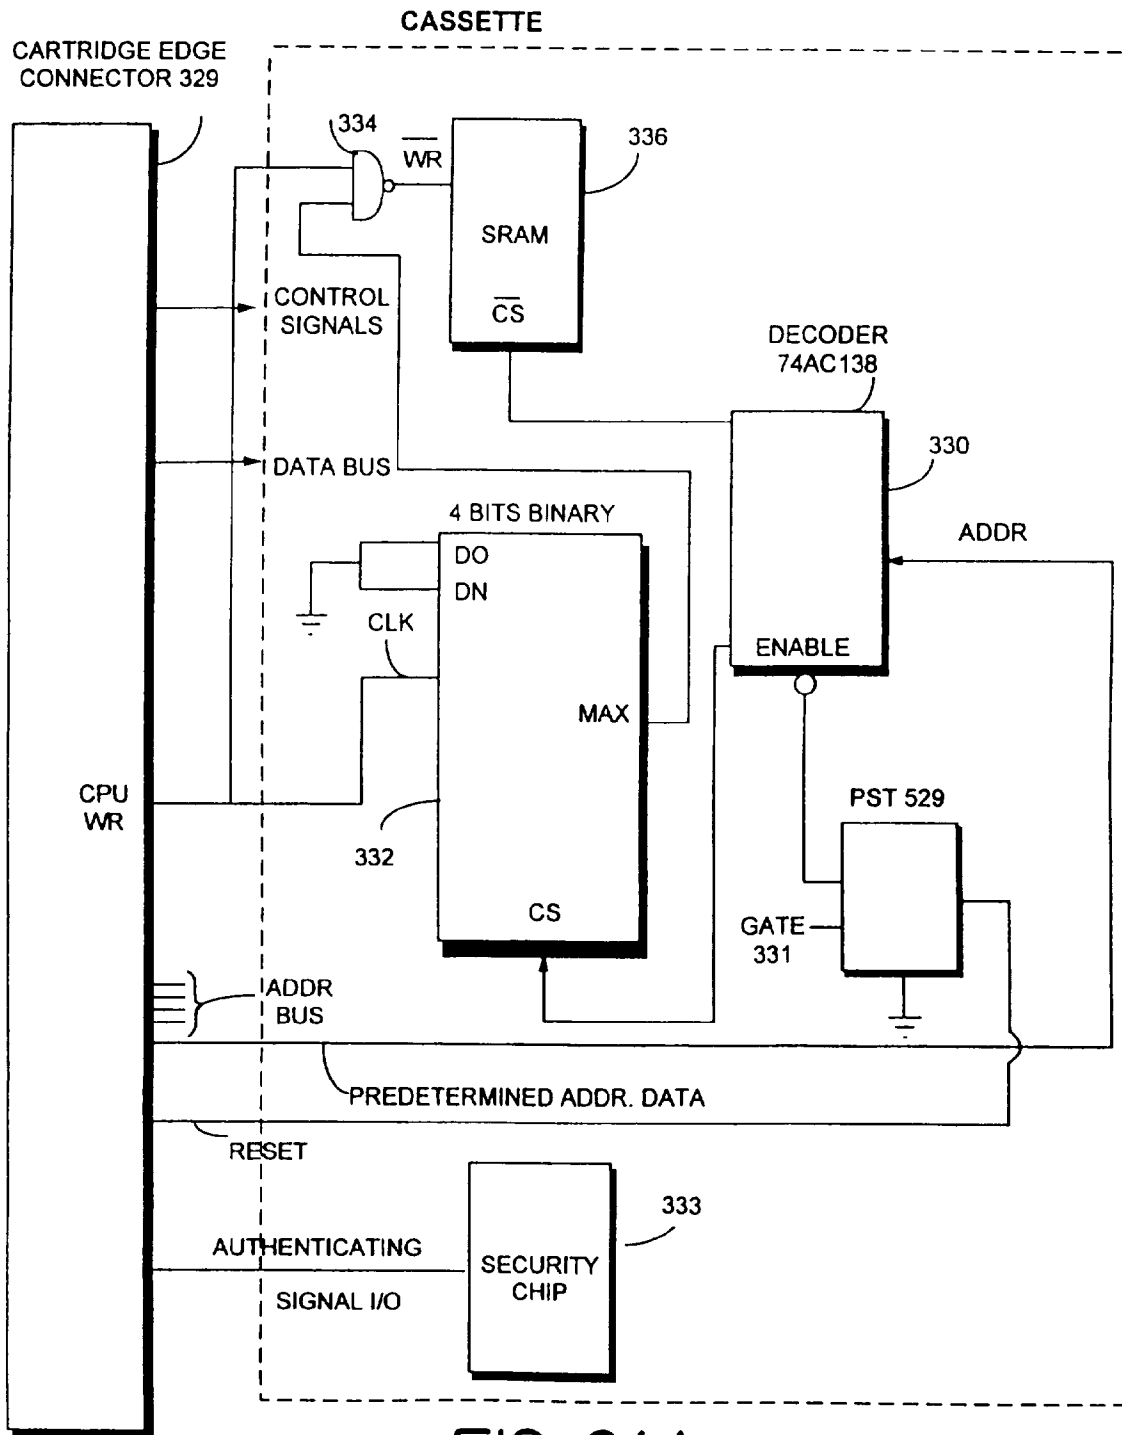 CASSETTE
CARTRIDGE EDGE
CONNECTOR 329
334
WR
336
SRAM
CS
CONTROL
SIGNALS
DECODER
74AC138
330
DATA BUS
4 BITS BINARY
ADDR
DO
DN
CLK
ENABLE
MAX
CPU
WR
PST 529
332
CS
GATE
331
ADDR
BUS
PREDETERMINED ADDR. DATA
RESET
333
AUTHENTICATING
SIGNAL I/O
SECURITY
CHIP